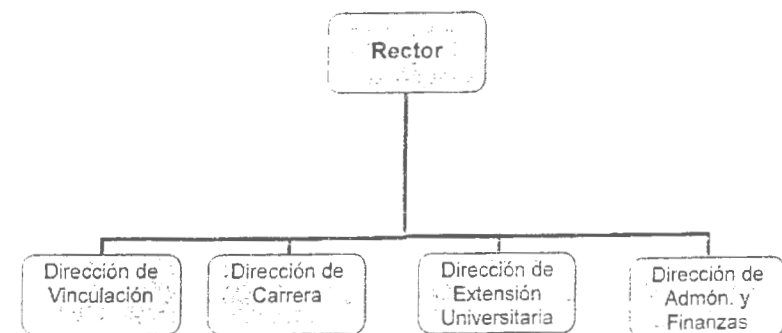 Rector
Dirección de
Vinculación
Dirección de
Carrera
Dirección de
Extensión
Universitaria
Dirección de
Admón. y
Finanzas